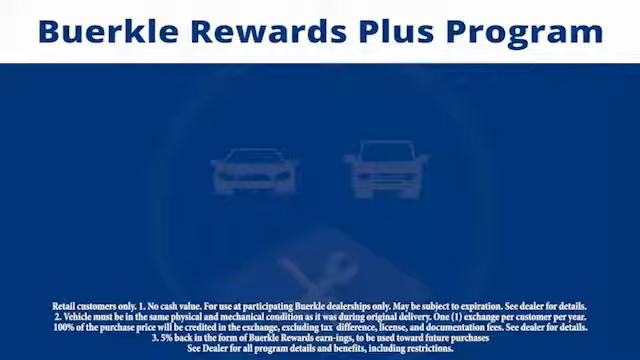 Buerkle Rewards Plus Program
Retail customers only. 1. No cash value. For use at participating Buerkle dealerships only. May be subject to expiration. See dealer for details.
2. Vehicle must be in the same physical and mechanical condition as it was during original delivery. One (1) exchange per customer per year.
100% of the purchase price will be credited in the exchange, excluding tax difference, license, and documentation fees. See dealer for details.
3. 5% back in the form of Buerkle Rewards earn-ings, to be used toward future purchases
See Dealer for all program details and benefits, including restrictions.